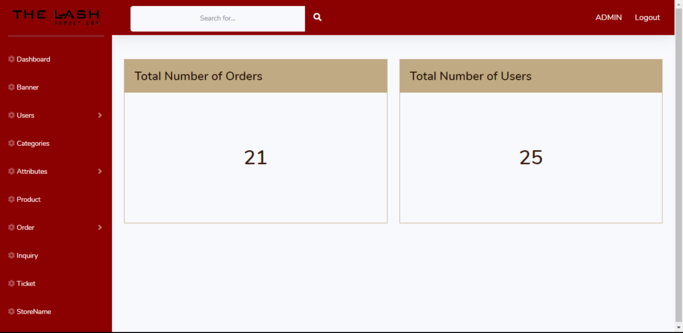 THE LASH
Search for...
ADMIN Logout
Dashboard
Banner
Users
Categories
Attributes
Product
Order
Inquiry
Ticket
StoreName
Total Number of Orders
21
Total Number of Users
25